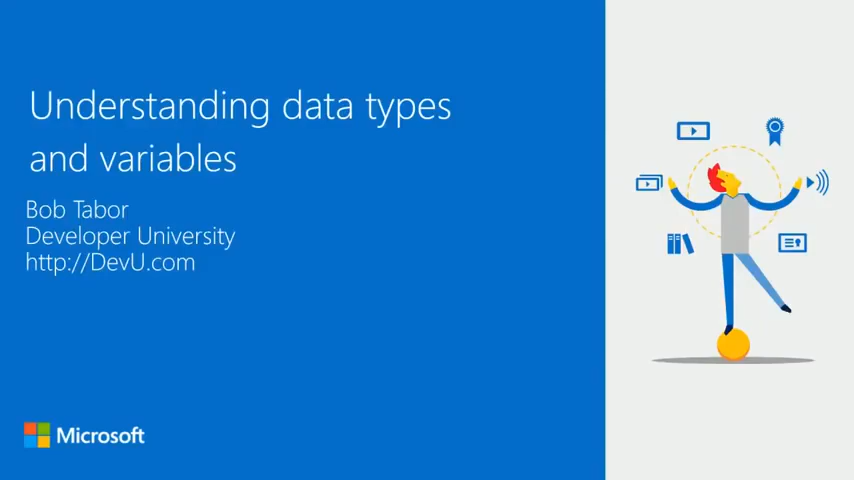 Understanding data types
and variables
Bob Tabor
Developer University
http://DevU.com
Microsoft